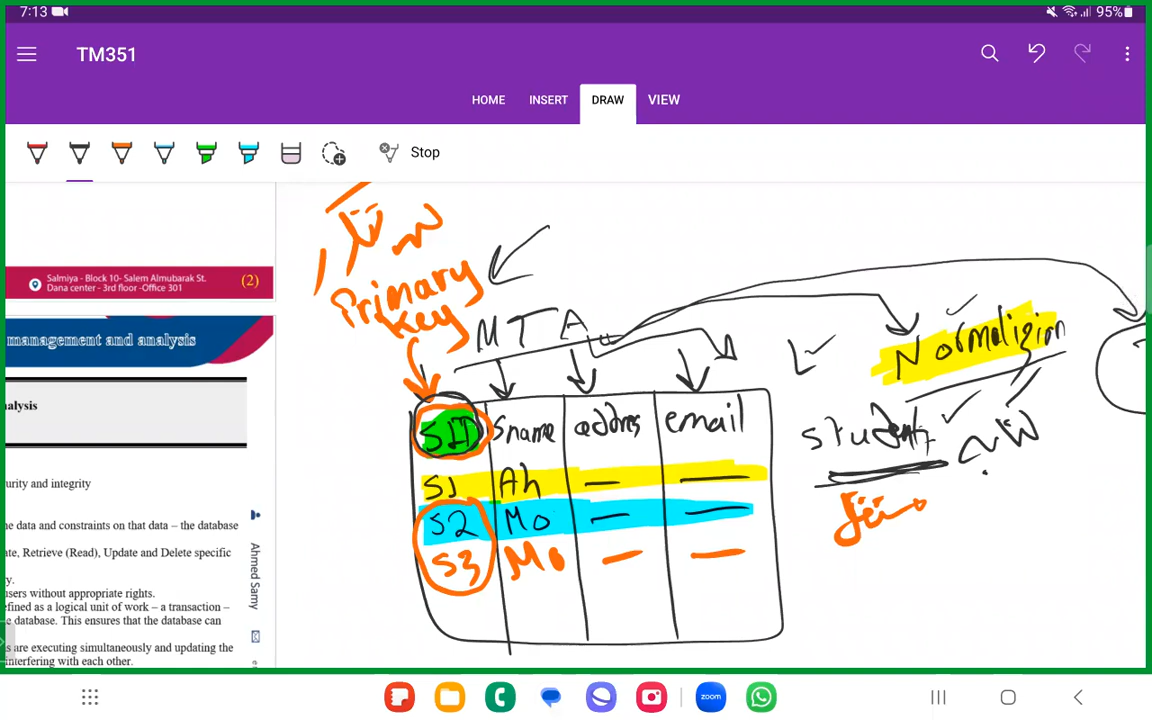 7:13
95%
TM351
HOME INSERT DRAW VIEW
Stop
Salmiya - Block 10- Salem Almubarak St.
Dana center - 3rd floor -Office 301
(2)
management and analysis
alysis
urity and integrity
he data and constraints on that data – the database
ate, Retrieve (Read), Update and Delete specific
y.
users without appropriate rights.
efined as a logical unit of work – a transaction –
e database. This ensures that the database can
s are executing simultaneously and updating the
interfering with each other.
Ahmed Samy
Primary
Key
MTA
Normaligion
SID Sname addres email
student
S1 Ah
S2 Mo
S3 Mo
zoom